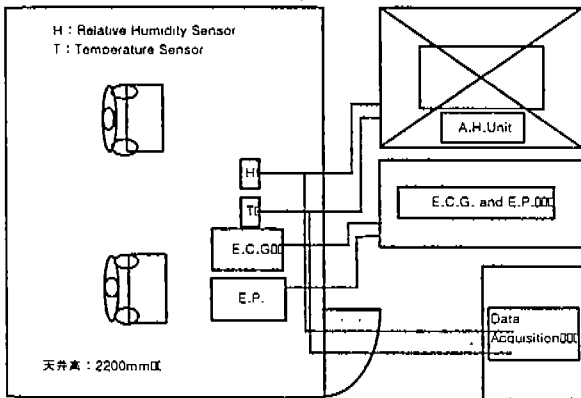 H：Relative Humidity Sensor
T：Temperature Sensor
A.H.Unit
H
T
E.C.G. and E.P.
E.C.G
E.P.
Data
Acquisition
天井高：2200mm